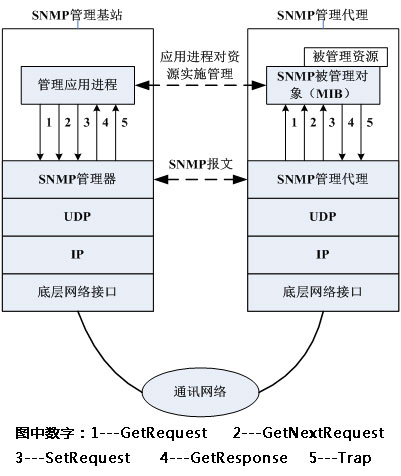 SNMP管理基站
SNMP管理代理
应用进程对资
源实施管理
被管理资源
管理应用进程
SNMP被管理对
象（MIB）
1 2 3 4 5
1 2 3 4 5
SNMP报文
SNMP管理器
SNMP管理代理
UDP
UDP
IP
IP
底层网络接口
底层网络接口
通讯网络
图中数字：1---GetRequest 2---GetNextRequest
3---SetRequest 4---GetResponse 5---Trap